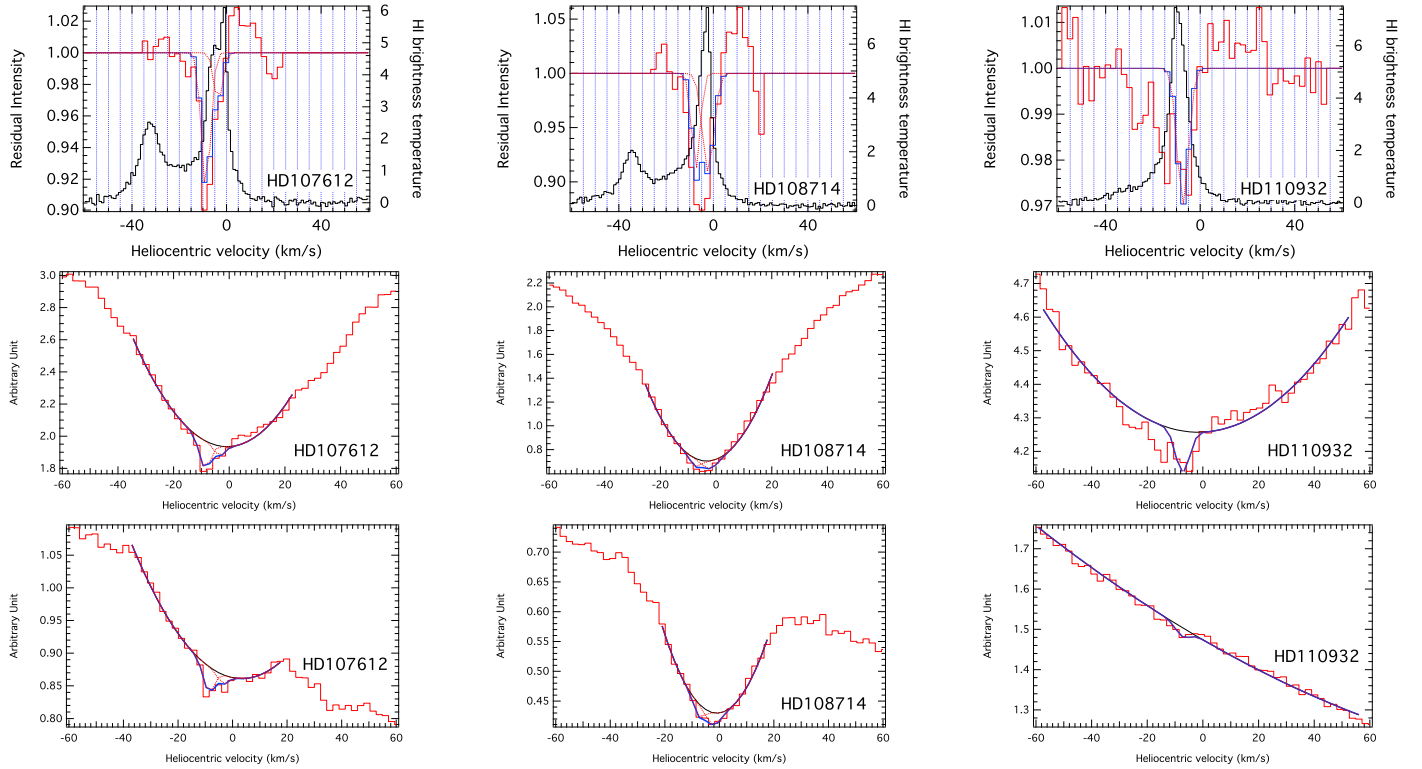 Residual Intensity
1.00
0.98
0.96
0.94
0.92
0.90
6
5
4
3
2
1
0
HI brightness temperature
HD107612
-40 0 40
Heliocentric velocity (km/s)
Residual Intensity
1.05
1.00
0.95
0.90
6
4
2
0
HI brightness temperature
HD108714
-40 0 40
Heliocentric velocity (km/s)
Residual Intensity
1.01
1.00
0.99
0.98
0.97
6
4
2
0
HI brightness temperature
HD110932
-40 0 40
Heliocentric velocity (km/s)
Arbitrary Unit
3.0
2.8
2.6
2.4
2.2
2.0
1.8
HD107612
-60 -40 -20 0 20 40 60
Heliocentric velocity (km/s)
Arbitrary Unit
2.2
2.0
1.8
1.6
1.4
1.2
1.0
0.8
HD108714
-60 -40 -20 0 20 40 60
Heliocentric velocity (km/s)
Arbitrary Unit
4.7
4.6
4.5
4.4
4.3
4.2
HD110932
-60 -40 -20 0 20 40 60
Heliocentric velocity (km/s)
Arbitrary Unit
1.05
1.00
0.95
0.90
0.85
0.80
HD107612
-60 -40 -20 0 20 40 60
Heliocentric velocity (km/s)
Arbitrary Unit
0.70
0.65
0.60
0.55
0.50
0.45
HD108714
-60 -40 -20 0 20 40 60
Heliocentric velocity (km/s)
Arbitrary Unit
1.7
1.6
1.5
1.4
1.3
HD110932
-60 -40 -20 0 20 40 60
Heliocentric velocity (km/s)